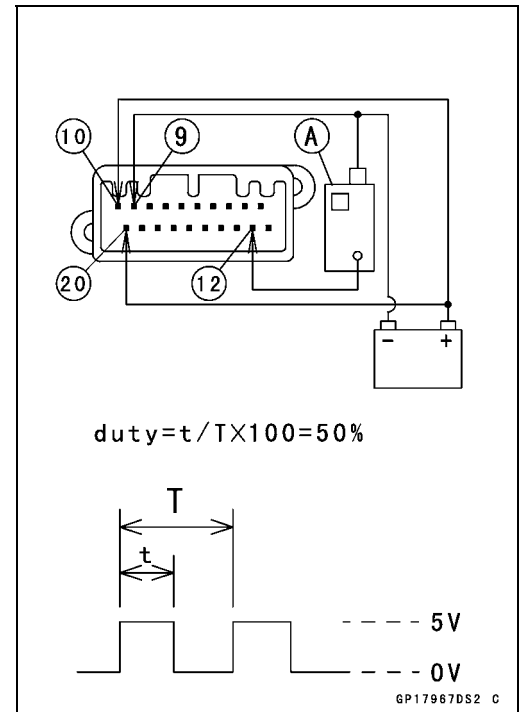 10 9 A
20 12
- +
duty=t/TX100=50%
T
t
5V
0V
GP17967DS2 C